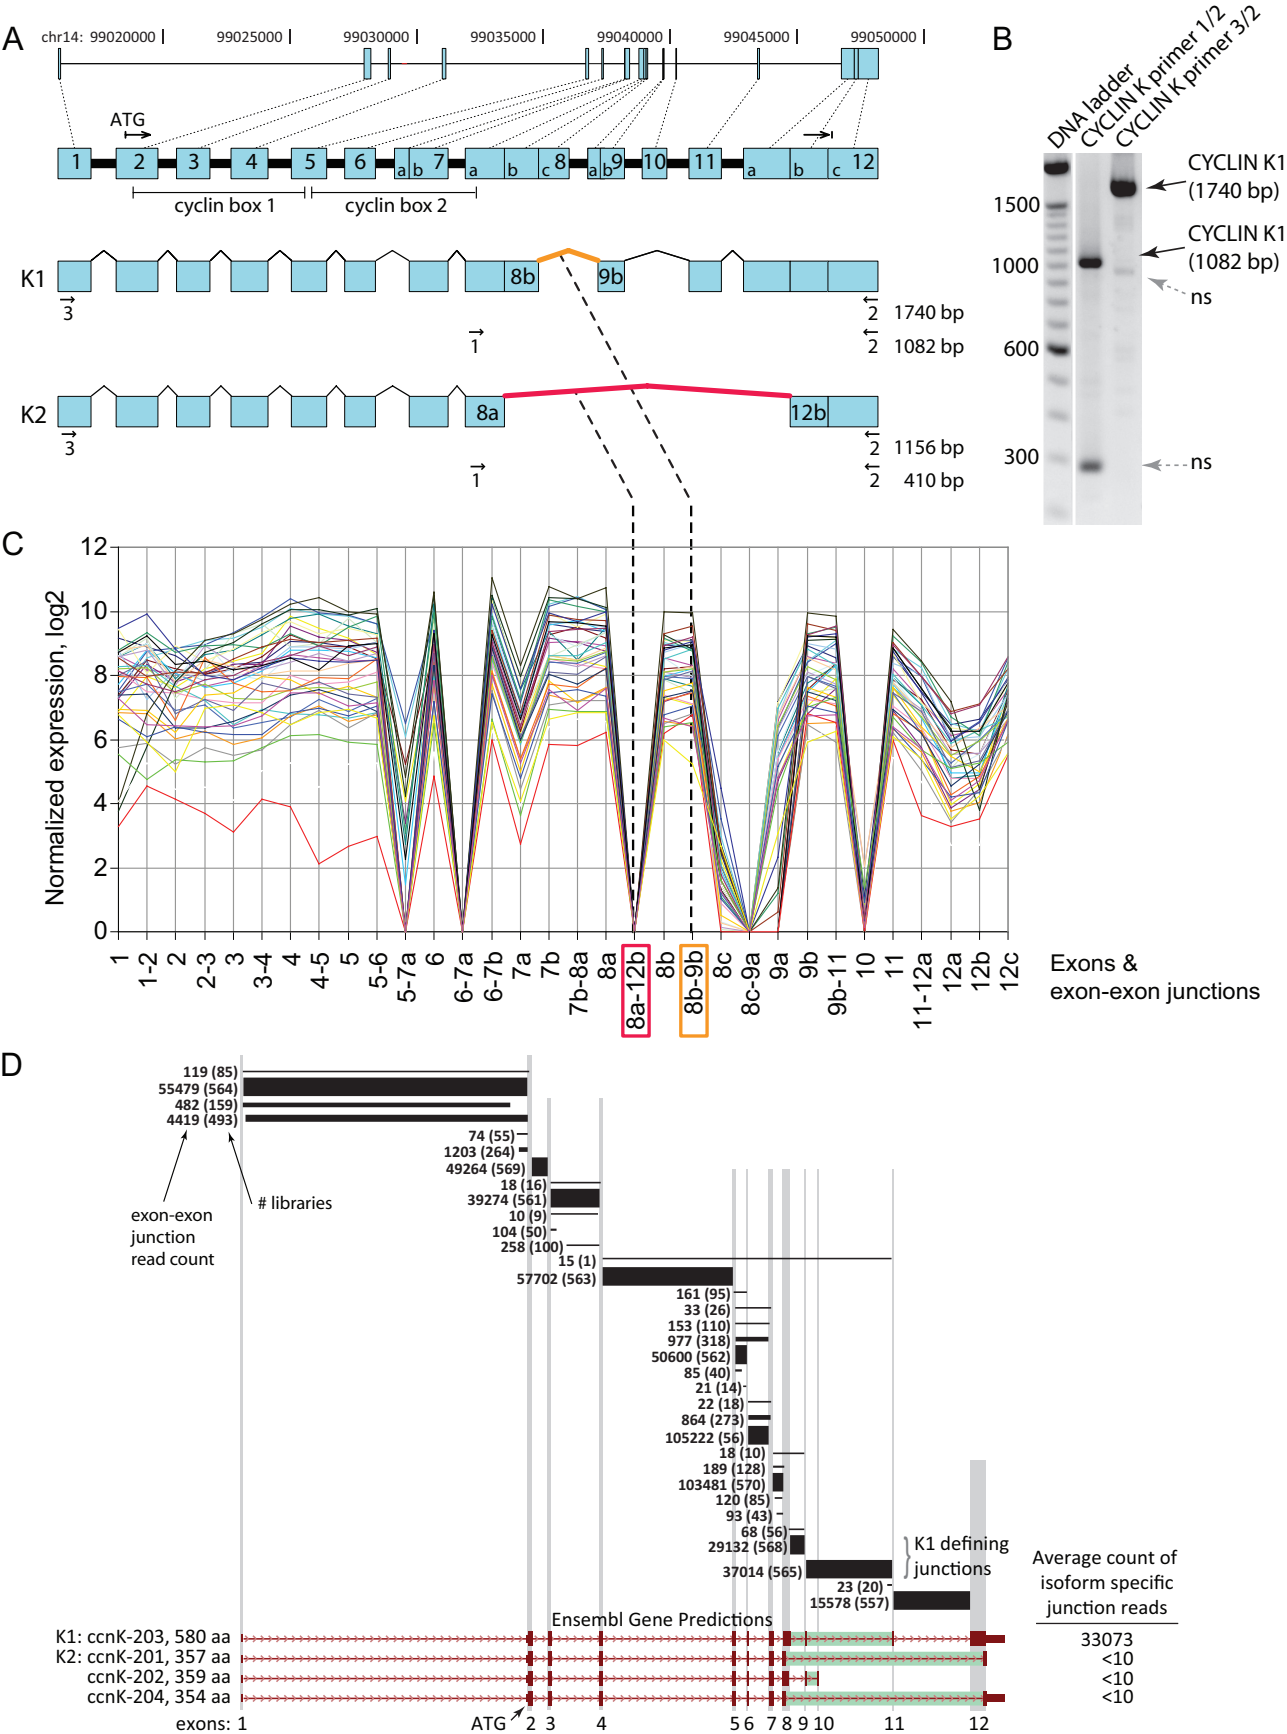 A
chr14: 99020000 99025000 99030000 99035000 99040000 99045000 99050000
ATG
1 2 3 4 5 6 a b 7 a b c 8 a b 9 10 11 a b c 12
cyclin box 1 cyclin box 2
K1 8b 9b
3 2 1740 bp
1 2 1082 bp
K2 8a 12b
3 2 1156 bp
1 2 410 bp
B
DNA ladder
CYCLIN K primer 1/2
CYCLIN K primer 3/2
1500
1000
600
300
CYCLIN K1
(1740 bp)
CYCLIN K1
(1082 bp)
ns
ns
C
Normalized expression, log2
12
10
8
6
4
2
0
1 1-2 2 2-3 3 3-4 4 4-5 5 5-6 5-7a 6 6-7a 6-7b 7a 7b 7b-8a 8a 8a-12b 8b 8b-9b 8c 8c-9a 9a 9b 9b-11 10 11 11-12a 12a 12b 12c
Exons &
exon-exon junctions
D
119 (85)
55479 (564)
482 (159)
4419 (493)
74 (55)
1203 (264)
49264 (569)
18 (16)
39274 (561)
10 (9)
104 (50)
258 (100)
15 (1)
57702 (563)
161 (95)
33 (26)
153 (110)
977 (318)
50600 (562)
85 (40)
21 (14)
22 (18)
864 (273)
105222 (56)
18 (10)
189 (128)
103481 (570)
120 (85)
93 (43)
68 (56)
29132 (568)
37014 (565)
23 (20)
15578 (557)
exon-exon
junction
read count
# libraries
K1 defining
junctions
Average count of
isoform specific
junction reads
Ensembl Gene Predictions
K1: ccnK-203, 580 aa 33073
K2: ccnK-201, 357 aa <10
ccnK-202, 359 aa <10
ccnK-204, 354 aa <10
exons: 1 ATG 2 3 4 5 6 7 8 9 10 11 12